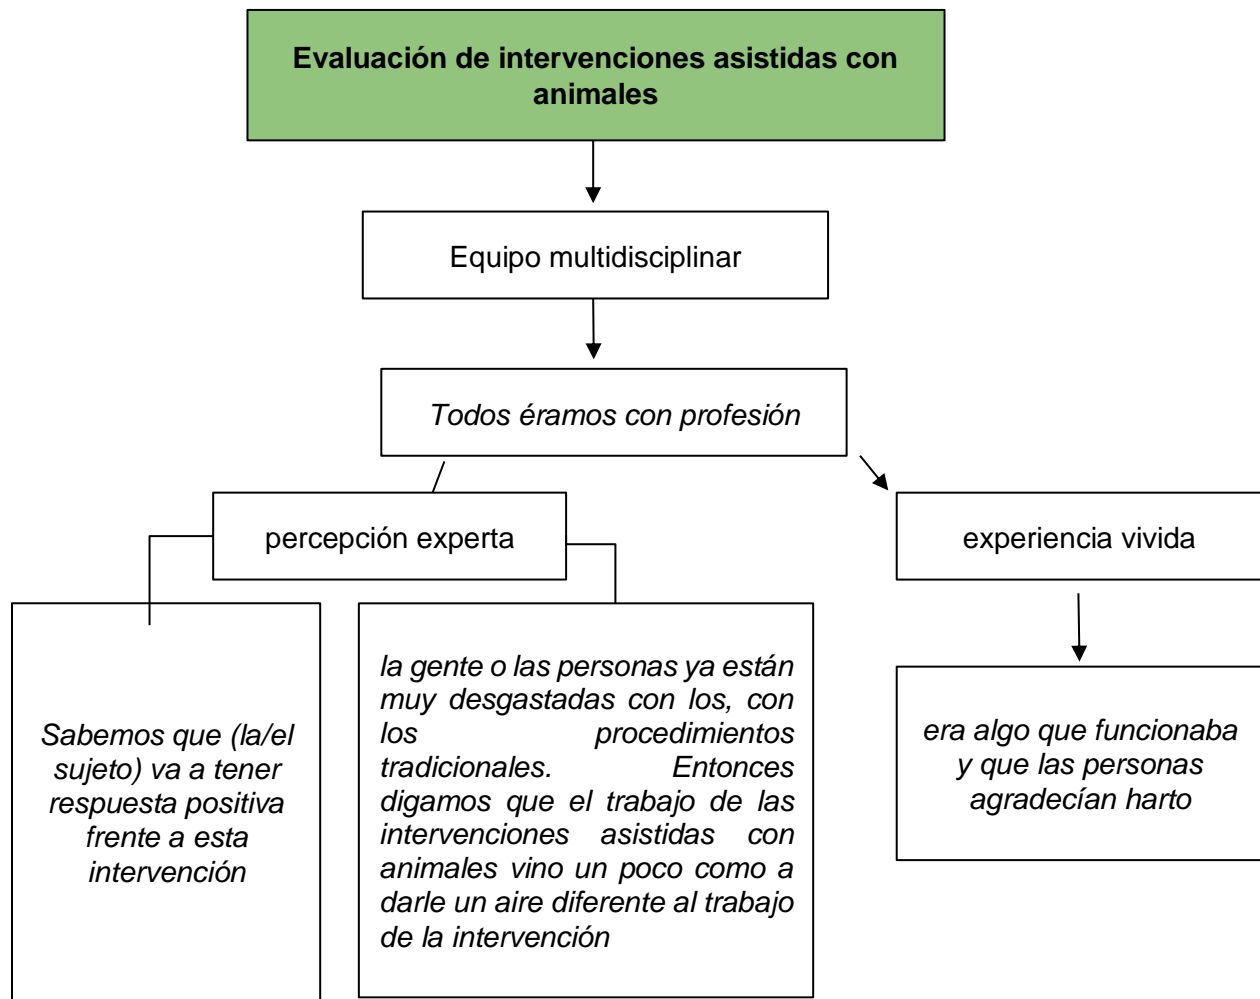 Evaluación de intervenciones asistidas con
animales
Equipo multidisciplinar
Todos éramos con profesión
percepción experta
experiencia vivida
Sabemos que (la/el
sujeto) va a tener
respuesta positiva
frente a esta
intervención
la gente o las personas ya están
muy desgastadas con los, con
los procedimientos
tradicionales. Entonces
digamos que el trabajo de las
intervenciones asistidas con
animales vino un poco como a
darle un aire diferente al trabajo
de la intervención
era algo que funcionaba
y que las personas
agradecían harto